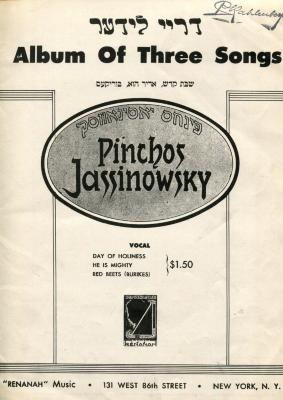 דריי לידער
Album Of Three Songs
שבת קדש, אדיר הוא, בוריקעס
פינחס יאסינאווסקי
Pinchos
Jassinowsky
VOCAL
DAY OF HOLINESS
HE IS MIGHTY
RED BEETS (BURIKES)
$1.50
"RENANAH" Music • 131 WEST 86th STREET • NEW YORK, N. Y.